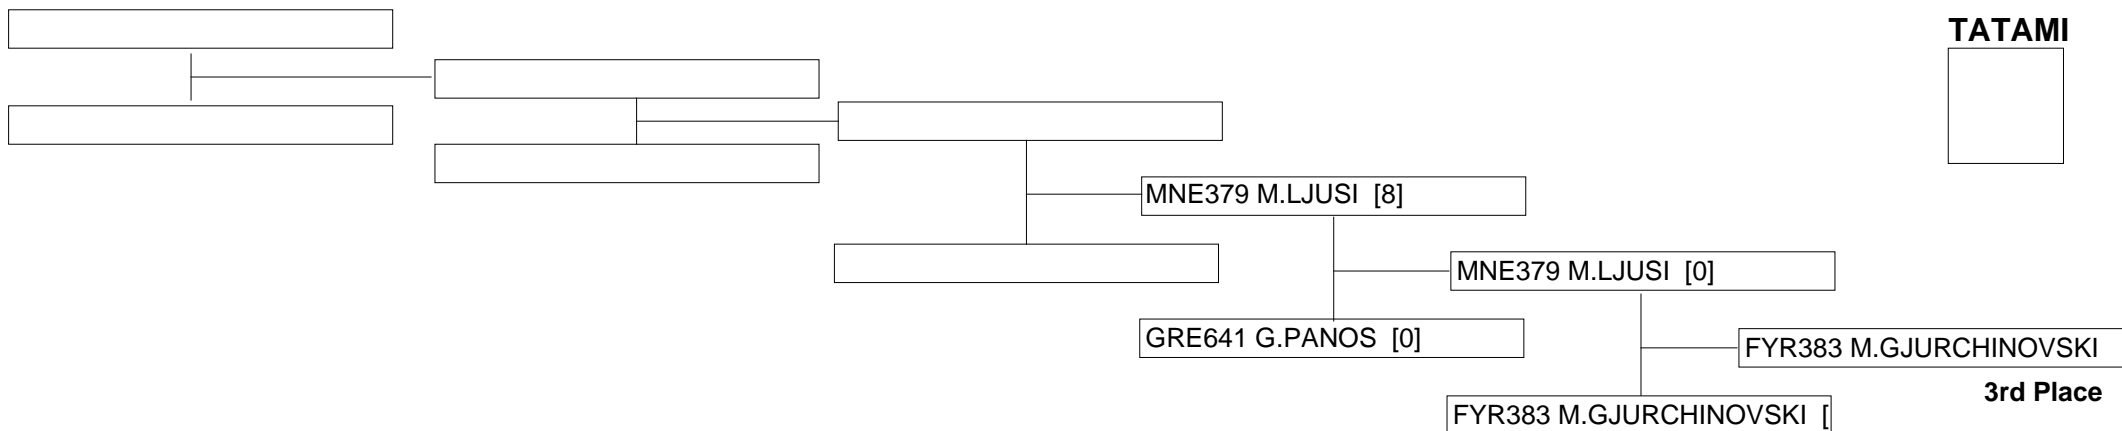 TATAMI
MNE379 M.LJUSI [8]
MNE379 M.LJUSI [0]
GRE641 G.PANOS [0]
FYR383 M.GJURCHINOVSKI
3rd Place
FYR383 M.GJURCHINOVSKI [